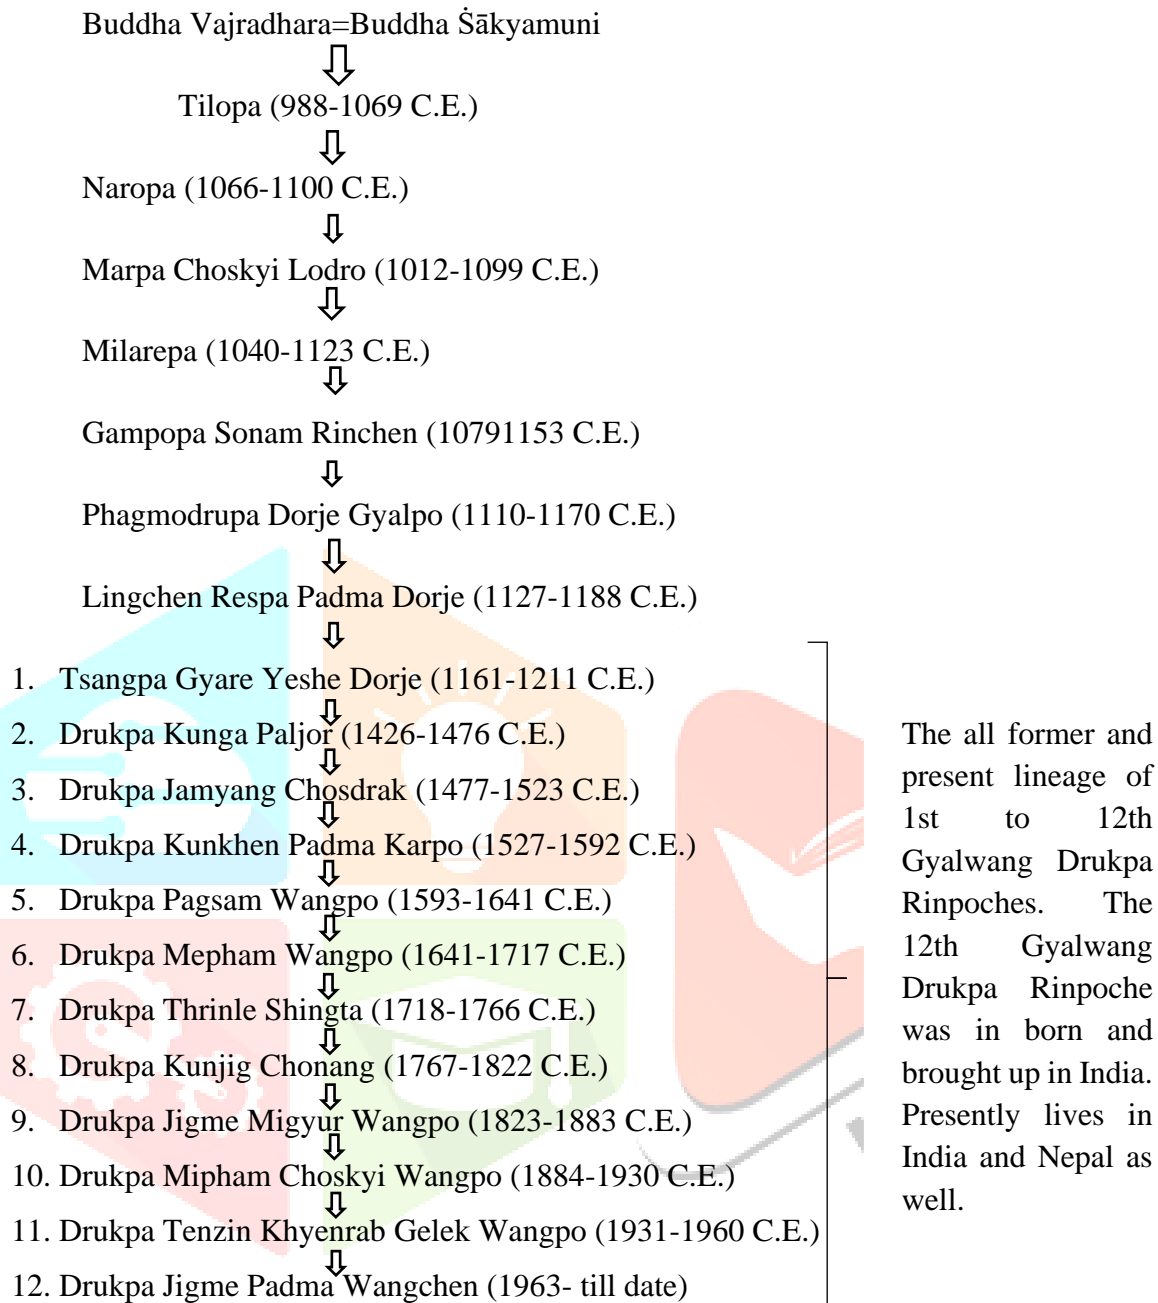 Buddha Vajradhara=Buddha Ṡākyamuni
Tilopa (988-1069 C.E.)
Naropa (1066-1100 C.E.)
Marpa Choskyi Lodro (1012-1099 C.E.)
Milarepa (1040-1123 C.E.)
Gampopa Sonam Rinchen (10791153 C.E.)
Phagmodrupa Dorje Gyalpo (1110-1170 C.E.)
Lingchen Respa Padma Dorje (1127-1188 C.E.)
1. Tsangpa Gyare Yeshe Dorje (1161-1211 C.E.)
2. Drukpa Kunga Paljor (1426-1476 C.E.)
3. Drukpa Jamyang Chosdrak (1477-1523 C.E.)
4. Drukpa Kunkhen Padma Karpo (1527-1592 C.E.)
5. Drukpa Pagsam Wangpo (1593-1641 C.E.)
6. Drukpa Mepham Wangpo (1641-1717 C.E.)
7. Drukpa Thrinle Shingta (1718-1766 C.E.)
8. Drukpa Kunjig Chonang (1767-1822 C.E.)
9. Drukpa Jigme Migyur Wangpo (1823-1883 C.E.)
10. Drukpa Mipham Choskyi Wangpo (1884-1930 C.E.)
11. Drukpa Tenzin Khyenrab Gelek Wangpo (1931-1960 C.E.)
12. Drukpa Jigme Padma Wangchen (1963- till date)
The all former and
present lineage of
1st to 12th
Gyalwang Drukpa
Rinpoches. The
12th Gyalwang
Drukpa Rinpoche
was in born and
brought up in India.
Presently lives in
India and Nepal as
well.